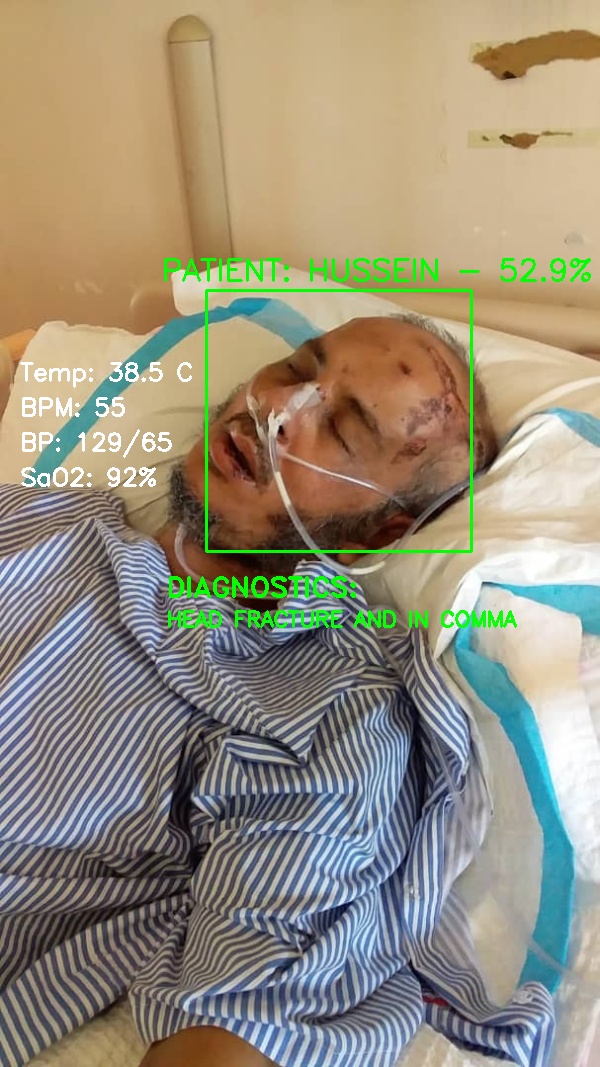 PATIENT: HUSSEIN - 52.9%
Temp: 38.5 C
BPM: 55
BP: 129/65
SaO2: 92%
DIAGNOSTICS:
HEAD FRACTURE AND IN COMMA